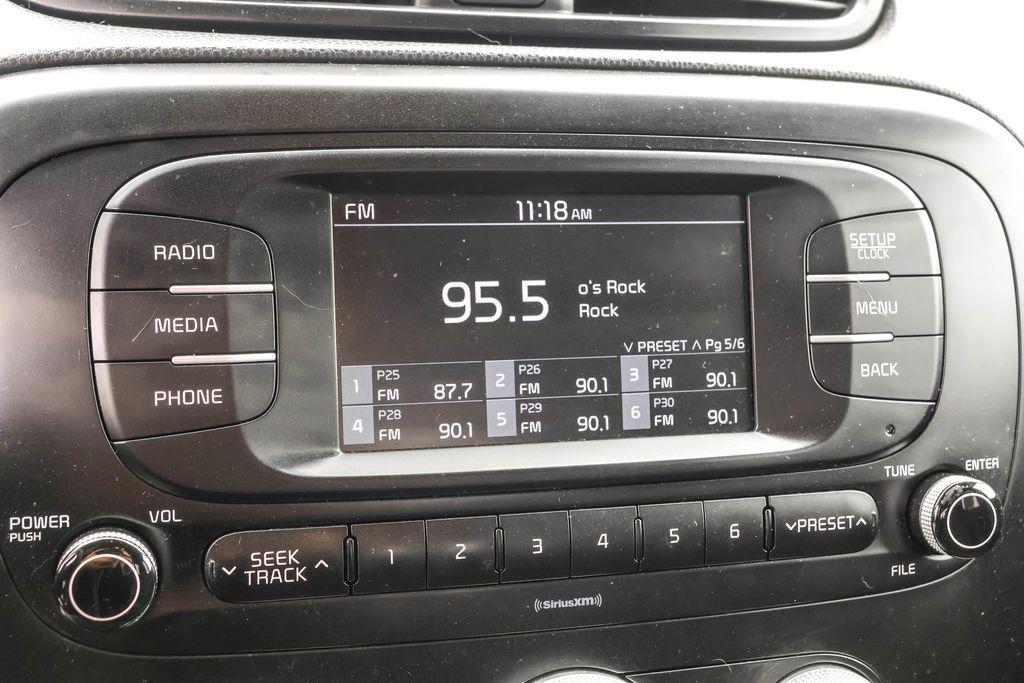 FM 11:18 AM
95.5 o's Rock
Rock
∨ PRESET ∧ Pg 5/6
1 P25 FM 87.7 2 P26 FM 90.1 3 P27 FM 90.1
4 P28 FM 90.1 5 P29 FM 90.1 6 P30 FM 90.1
RADIO
MEDIA
PHONE
SETUP
CLOCK
MENU
BACK
POWER
PUSH
VOL
∨ SEEK ∧
TRACK
1 2 3 4 5 6
∨PRESET∧
TUNE
ENTER
FILE
((SiriusXM))